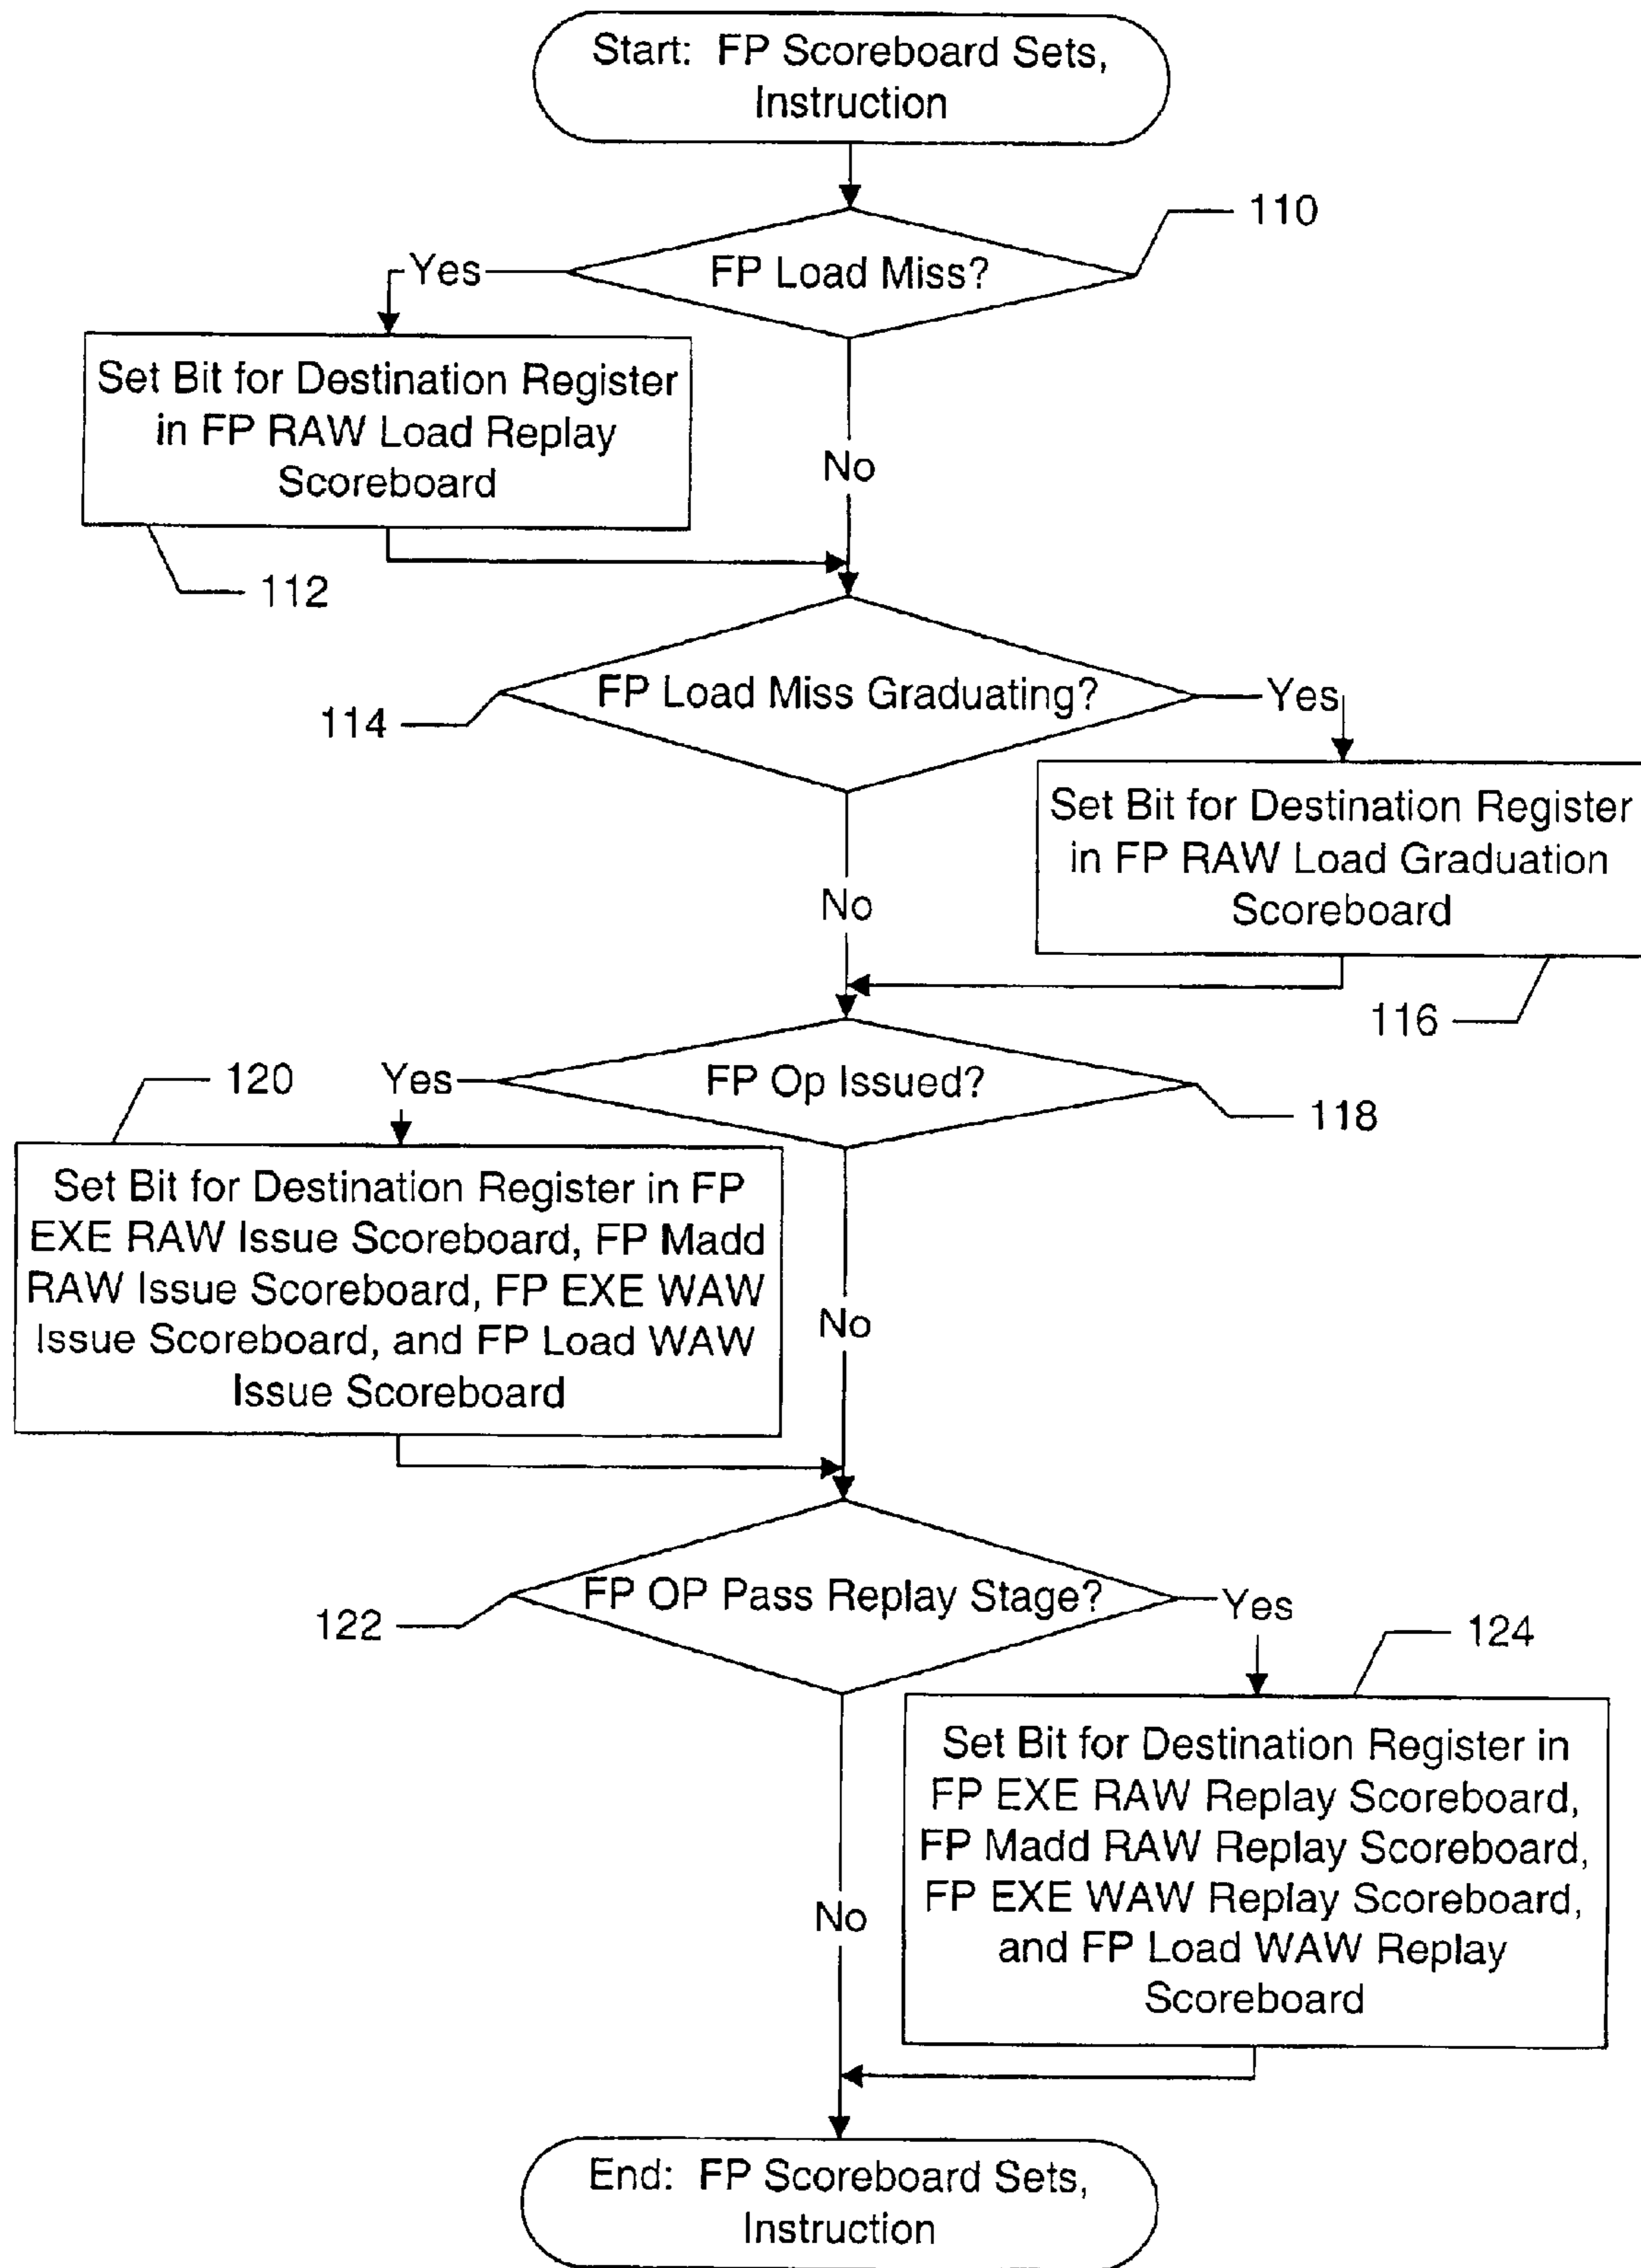 Start: FP Scoreboard Sets,
Instruction
110
Yes
FP Load Miss?
Set Bit for Destination Register
in FP RAW Load Replay
Scoreboard
No
112
FP Load Miss Graduating?
Yes
114
Set Bit for Destination Register
in FP RAW Load Graduation
Scoreboard
No
116
120
Yes
FP Op Issued?
118
Set Bit for Destination Register in FP
EXE RAW Issue Scoreboard, FP Madd
RAW Issue Scoreboard, FP EXE WAW
Issue Scoreboard, and FP Load WAW
Issue Scoreboard
No
FP OP Pass Replay Stage?
Yes
122
124
Set Bit for Destination Register in
FP EXE RAW Replay Scoreboard,
FP Madd RAW Replay Scoreboard,
FP EXE WAW Replay Scoreboard,
and FP Load WAW Replay
Scoreboard
No
End: FP Scoreboard Sets,
Instruction